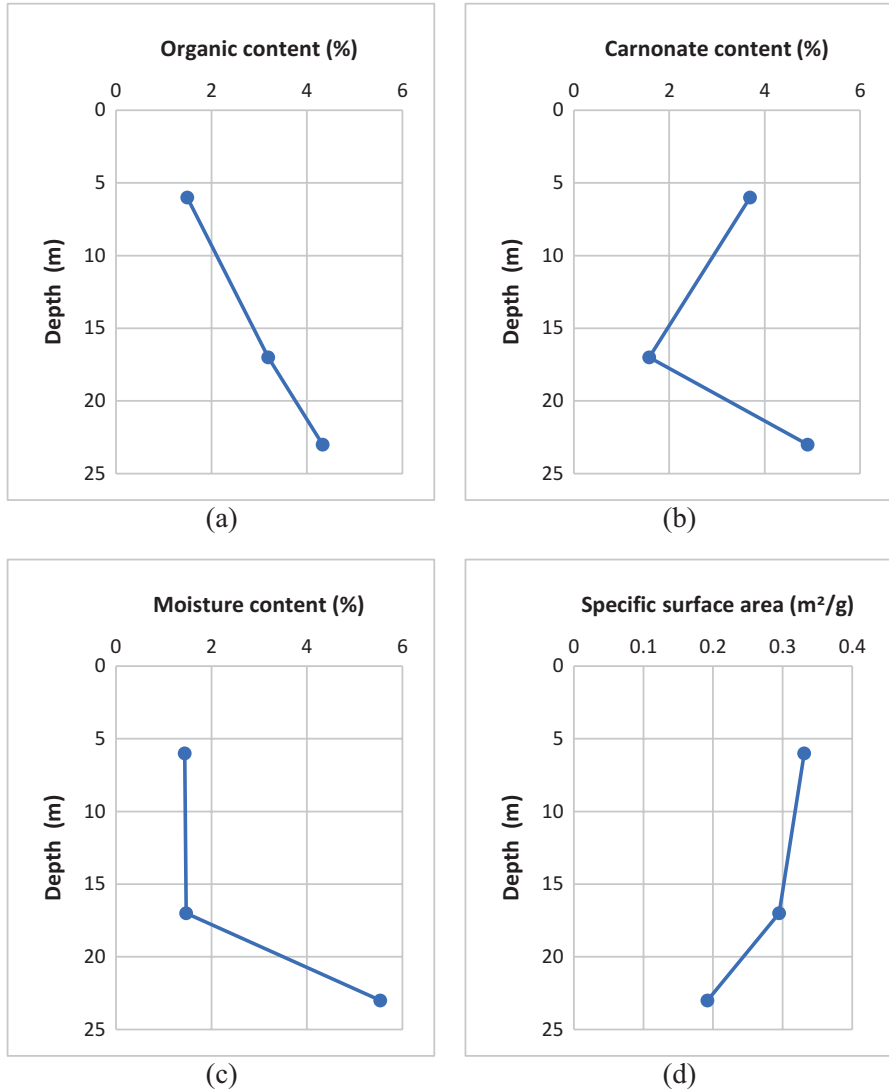 Organic content (%)
0 2 4 6
0
5
10
15
20
25
Depth (m)
(a)
Carnonate content (%)
0 2 4 6
0
5
10
15
20
25
Depth (m)
(b)
Moisture content (%)
0 2 4 6
0
5
10
15
20
25
Depth (m)
(c)
Specific surface area (m²/g)
0 0.1 0.2 0.3 0.4
0
5
10
15
20
25
Depth (m)
(d)